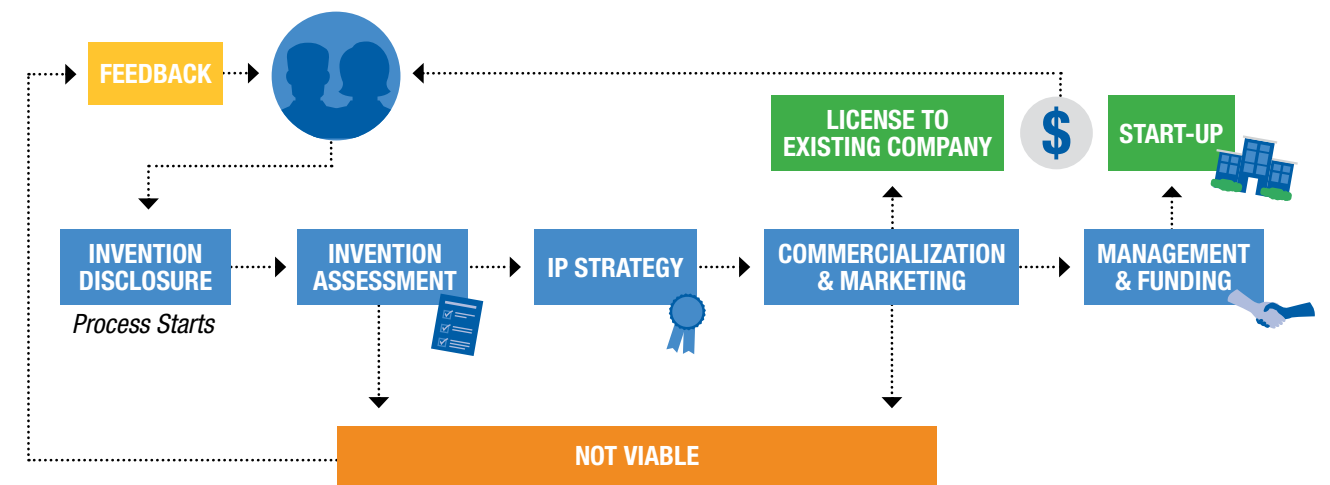 FEEDBACK
LICENSE TO
EXISTING COMPANY
$
START-UP
INVENTION
DISCLOSURE
Process Starts
INVENTION
ASSESSMENT
IP STRATEGY
COMMERCIALIZATION
& MARKETING
MANAGEMENT
& FUNDING
NOT VIABLE